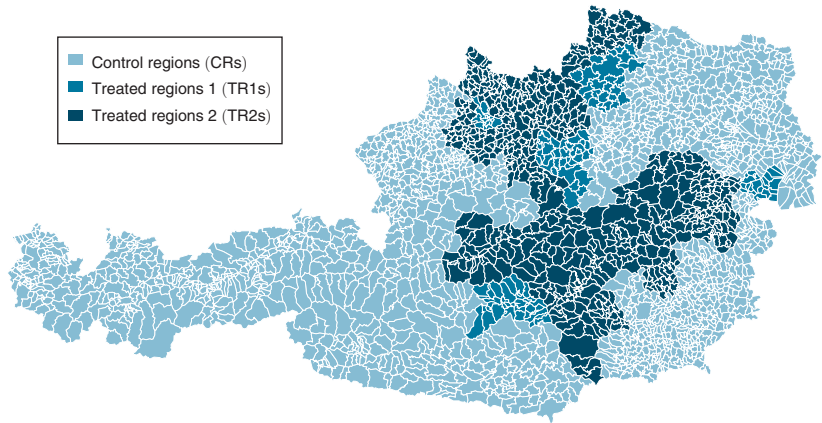 Control regions (CRs)
Treated regions 1 (TR1s)
Treated regions 2 (TR2s)